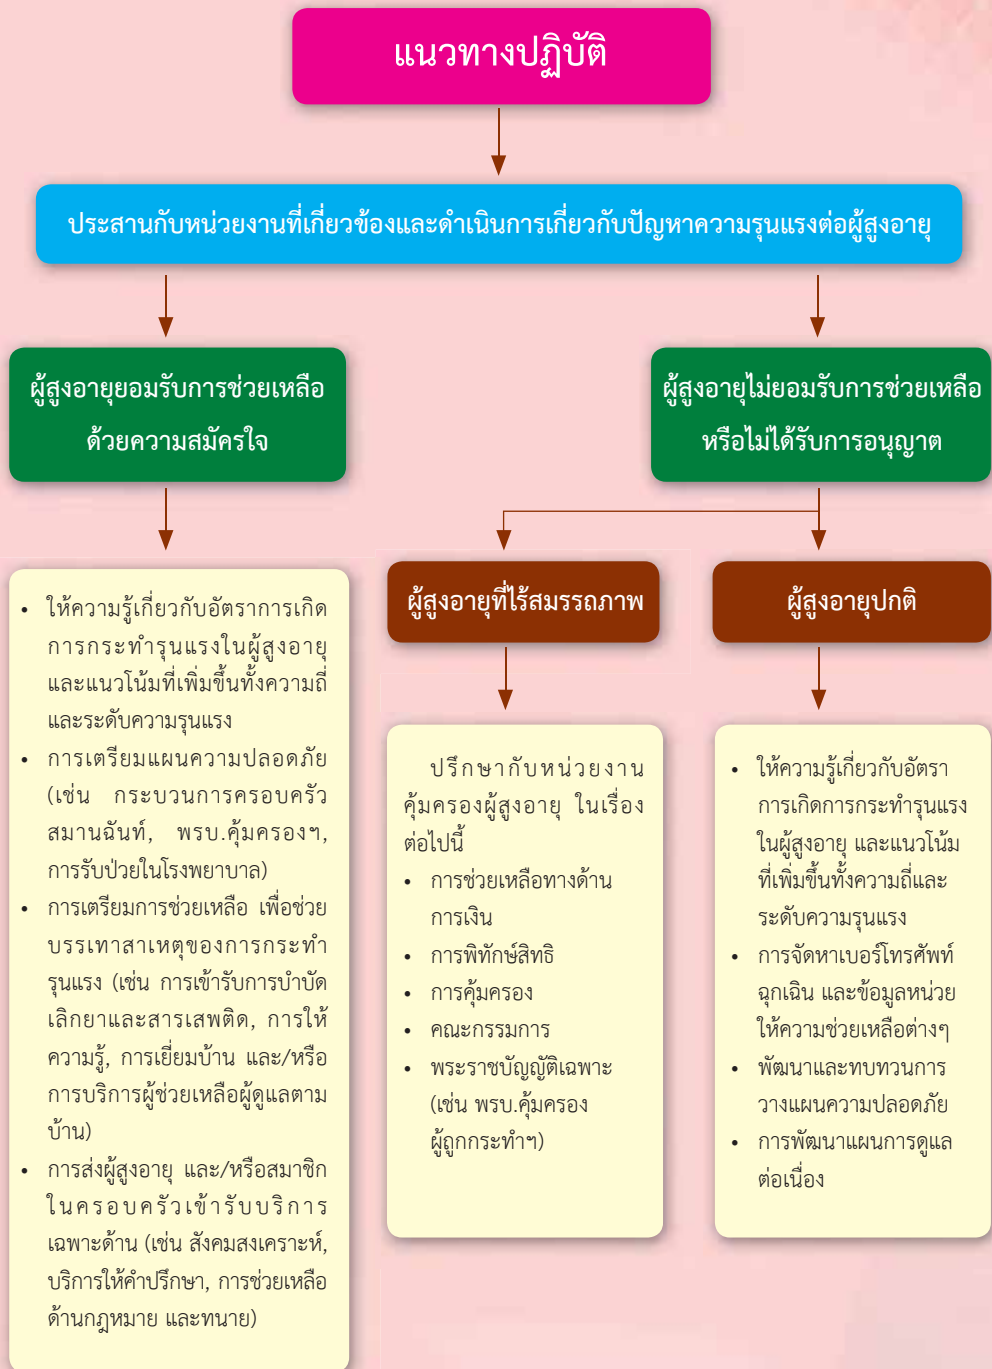 แนวทางปฏิบัติ
ประสานกับหน่วยงานที่เกี่ยวข้องและดำเนินการเกี่ยวกับปัญหาความรุนแรงต่อผู้สูงอายุ
ผู้สูงอายุยอมรับการช่วยเหลือ
ด้วยความสมัครใจ
ผู้สูงอายุไม่ยอมรับการช่วยเหลือ
หรือไม่ได้รับการอนุญาต
• ให้ความรู้เกี่ยวกับอัตราการเกิด
การกระทำรุนแรงในผู้สูงอายุ
และแนวโน้มที่เพิ่มขึ้นทั้งความถี่
และระดับความรุนแรง
• การเตรียมแผนความปลอดภัย
(เช่น กระบวนการครอบครัว
สมานฉันท์, พรบ.คุ้มครองฯ,
การรับป่วยในโรงพยาบาล)
• การเตรียมการช่วยเหลือ เพื่อช่วย
บรรเทาสาเหตุของการกระทำ
รุนแรง (เช่น การเข้ารับการบำบัด
เลิกยาและสารเสพติด, การให้
ความรู้, การเยี่ยมบ้าน และ/หรือ
การบริการผู้ช่วยเหลือผู้ดูแลตาม
บ้าน)
• การส่งผู้สูงอายุ และ/หรือสมาชิก
ในครอบครัวเข้ารับบริการ
เฉพาะด้าน (เช่น สังคมสงเคราะห์,
บริการให้คำปรึกษา, การช่วยเหลือ
ด้านกฎหมาย และทนาย)
ผู้สูงอายุที่ไร้สมรรถภาพ
ปรึกษากับหน่วยงาน
คุ้มครองผู้สูงอายุ ในเรื่อง
ต่อไปนี้
• การช่วยเหลือทางด้าน
การเงิน
• การพิทักษ์สิทธิ
• การคุ้มครอง
• คณะกรรมการ
• พระราชบัญญัติเฉพาะ
(เช่น พรบ.คุ้มครอง
ผู้ถูกกระทำฯ)
ผู้สูงอายุปกติ
• ให้ความรู้เกี่ยวกับอัตรา
การเกิดการกระทำรุนแรง
ในผู้สูงอายุ และแนวโน้ม
ที่เพิ่มขึ้นทั้งความถี่และ
ระดับความรุนแรง
• การจัดหาเบอร์โทรศัพท์
ฉุกเฉิน และข้อมูลหน่วย
ให้ความช่วยเหลือต่างๆ
• พัฒนาและทบทวนการ
วางแผนความปลอดภัย
• การพัฒนาแผนการดูแล
ต่อเนื่อง